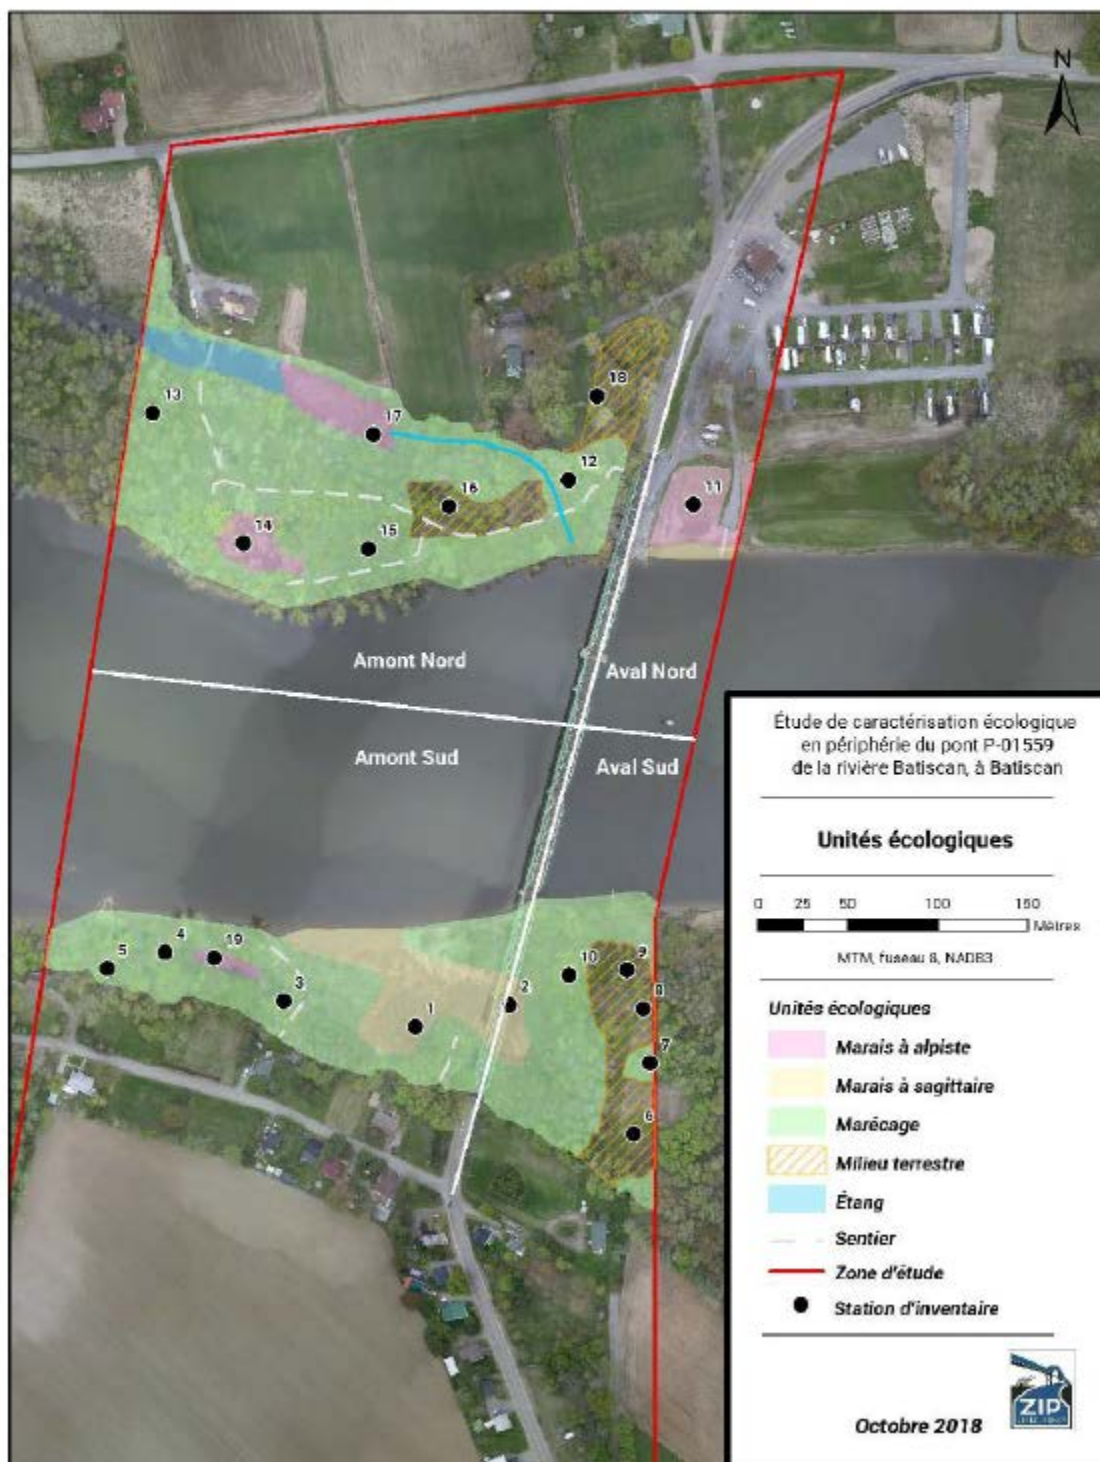 N
18
13
17
12
16
11
14
15
Amont Nord
Aval Nord
Amont Sud
Aval Sud
4
19
5
3
10
9
2
8
1
7
6
Étude de caractérisation écologique
en périphérie du pont P-01559
de la rivière Batiscan, à Batiscan
Unités écologiques
0 25 50 100 150
Mètres
MTM, fuseau 8, NAD83
Unités écologiques
Marais à alpiste
Marais à sagittaire
Marécage
Milieu terrestre
Étang
Sentier
Zone d'étude
Station d'inventaire
ZIP
Octobre 2018